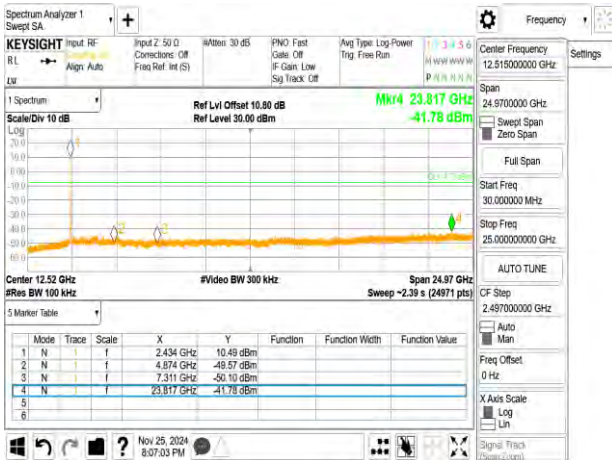 Spectrum Analyzer 1
Swept SA
+
Frequency
KEYSIGHT
RL
Input: RF
Align: Auto
Input Z: 50 Ω
Corrections: Off
Freq Ref: Int (S)
#Atten: 30 dB
PNO: Fast
Gate: Off
IF Gain: Low
Sig Track: Off
Avg Type: Log-Power
Trig: Free Run
1 2 3 4 5 6
M W W W W W
P N N N N N
Center Frequency
12.515000000 GHz
Settings
Span
24.9700000 GHz
Swept Span
Zero Span
Full Span
Start Freq
30.000000 MHz
Stop Freq
25.000000000 GHz
AUTO TUNE
CF Step
2.497000000 GHz
Auto
Man
Freq Offset
0 Hz
X Axis Scale
Log
Lin
Signal Track
1 Spectrum
Scale/Div 10 dB
Ref Lvl Offset 10.80 dB
Ref Level 30.00 dBm
Mkr4 23.817 GHz
-41.78 dBm
Log
20.0
10.0
0.00
-10.0
-20.0
-30.0
-40.0
-50.0
-60.0
1
2
3
4
Center 12.52 GHz
#Video BW 300 kHz
Span 24.97 GHz
#Res BW 100 kHz
Sweep ~2.39 s (24971 pts)
5 Marker Table
Mode Trace Scale X Y Function Function Width Function Value
1 N 1 f 2.434 GHz 10.49 dBm
2 N 1 f 4.874 GHz -49.57 dBm
3 N 1 f 7.311 GHz -50.10 dBm
4 N 1 f 23.817 GHz -41.78 dBm
5
6
?
Nov 25, 2024
8:07:03 PM